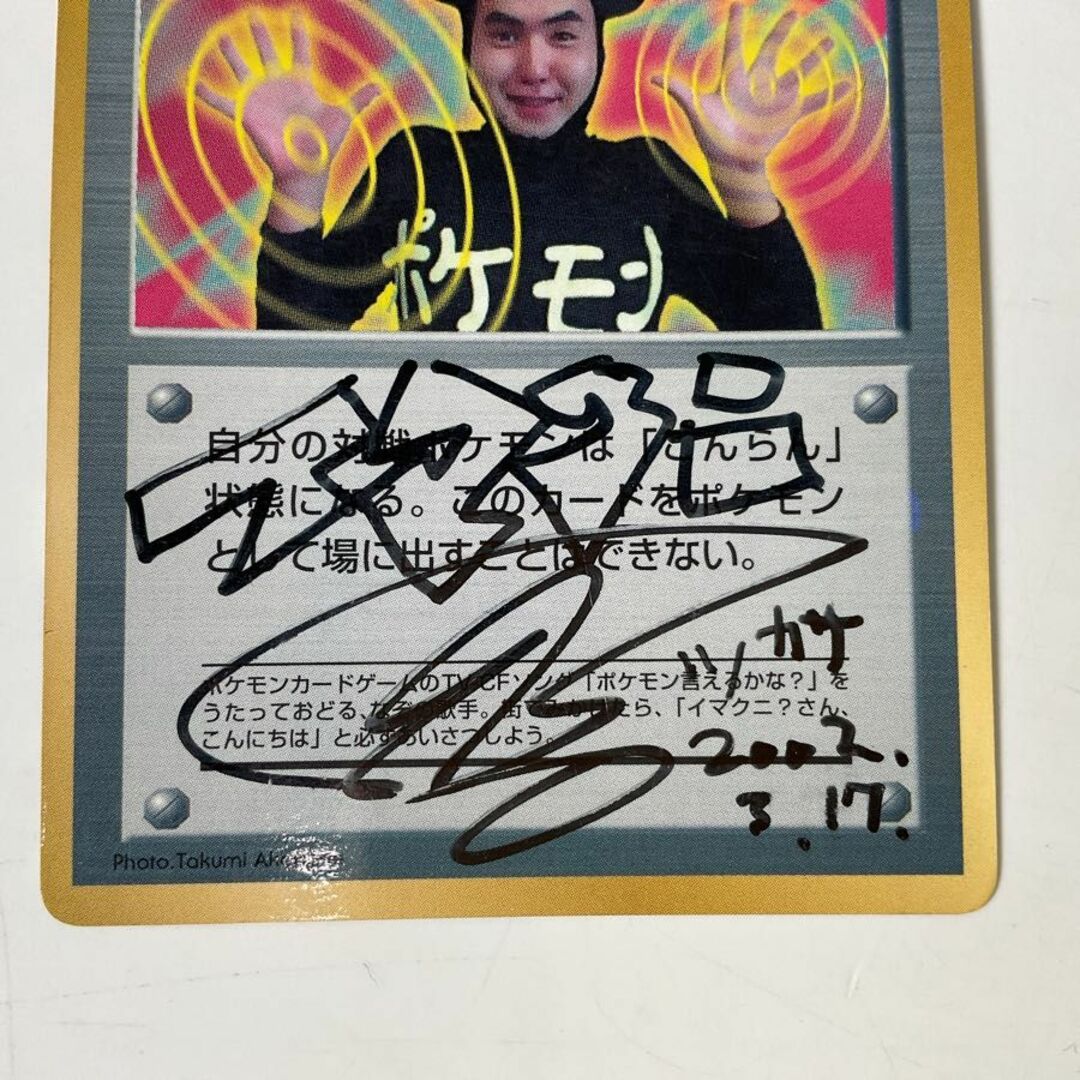 ポケモン
自分の対戦ポケモンは「こんらん」
状態になる。このカードをポケモン
として場に出すことはできない。
ポケモンカードゲームのTV-CFソング「ポケモン言えるかな?」を
うたっておどる、なぞの歌手。街でみかけたら、「イマクニ?さん、
こんにちは」と必ずあいさつしよう。
ツカサ
2002.
3.17.
Photo.Takumi